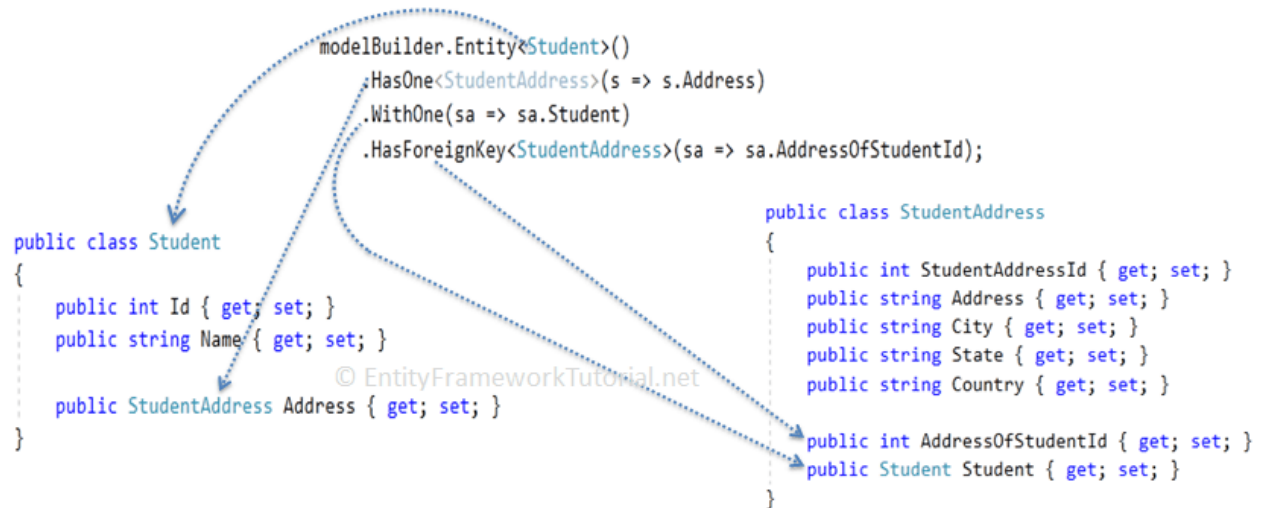 modelBuilder.Entity<Student>()
.HasOne<StudentAddress>(s => s.Address)
.WithOne(sa => sa.Student)
.HasForeignKey<StudentAddress>(sa => sa.AddressOfStudentId);
public class Student
{
public int Id { get; set; }
public string Name { get; set; }
public StudentAddress Address { get; set; }
}
© EntityFrameworkTutorial.net
public class StudentAddress
{
public int StudentAddressId { get; set; }
public string Address { get; set; }
public string City { get; set; }
public string State { get; set; }
public string Country { get; set; }
public int AddressOfStudentId { get; set; }
public Student Student { get; set; }
}